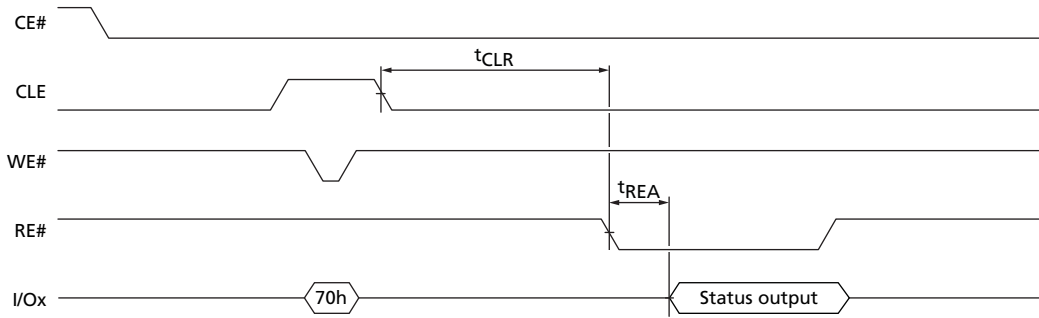 CE#
tCLR
CLE
WE#
tREA
RE#
I/Ox 70h Status output